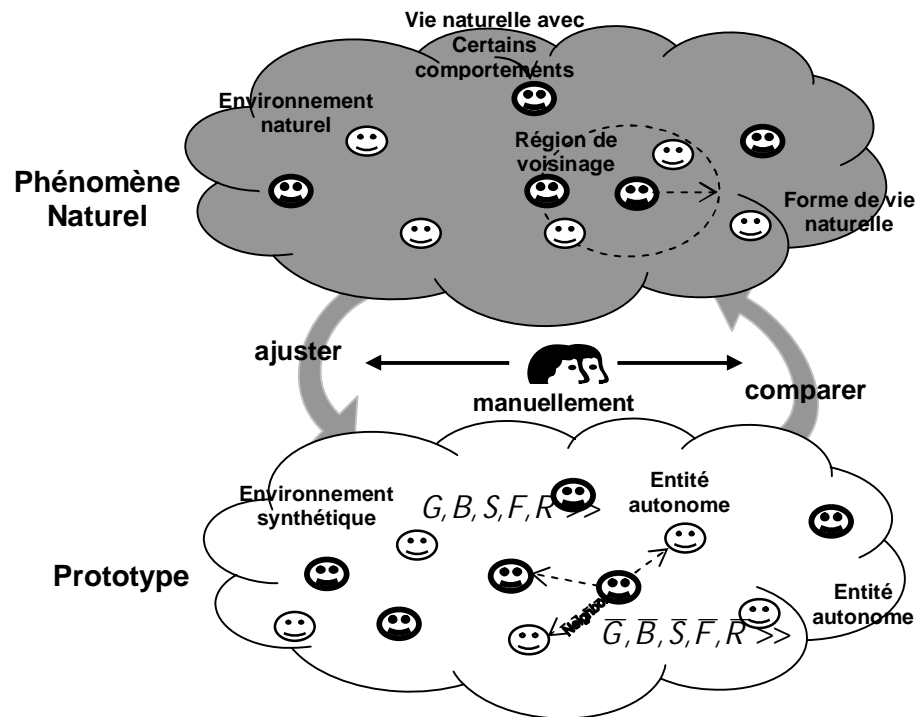 Vie naturelle avec
Certains
comportements
Environnement
naturel
Région de
voisinage
Phénomène
Naturel
Forme de vie
naturelle
ajuster
manuellement
comparer
Environnement
synthétique
G, B, S, F, R >>
Entité
autonome
Prototype
Entité
autonome
G̅, B̅, S̅, F̅, R̅ >>